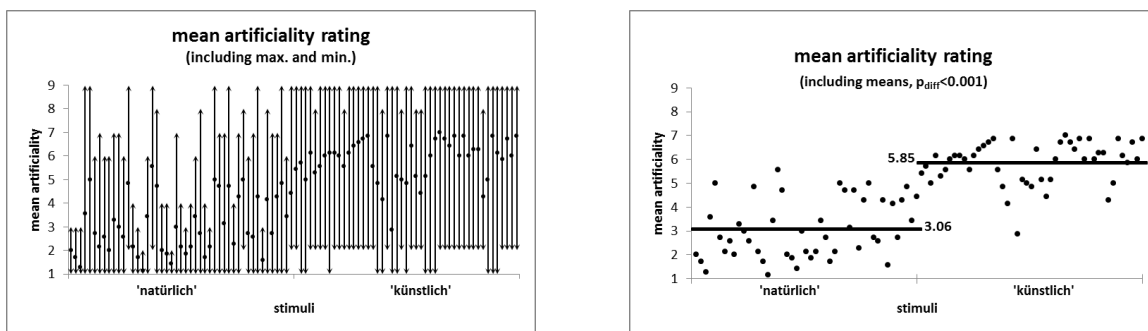 mean artificiality rating
(including max. and min.)
mean artificiality
9
8
7
6
5
4
3
2
1
'natürlich'
'künstlich'
stimuli
mean artificiality rating
(including means, pdiff<0.001)
mean artificiality
9
8
7
6
5
4
3
2
1
5.85
3.06
'natürlich'
'künstlich'
stimuli